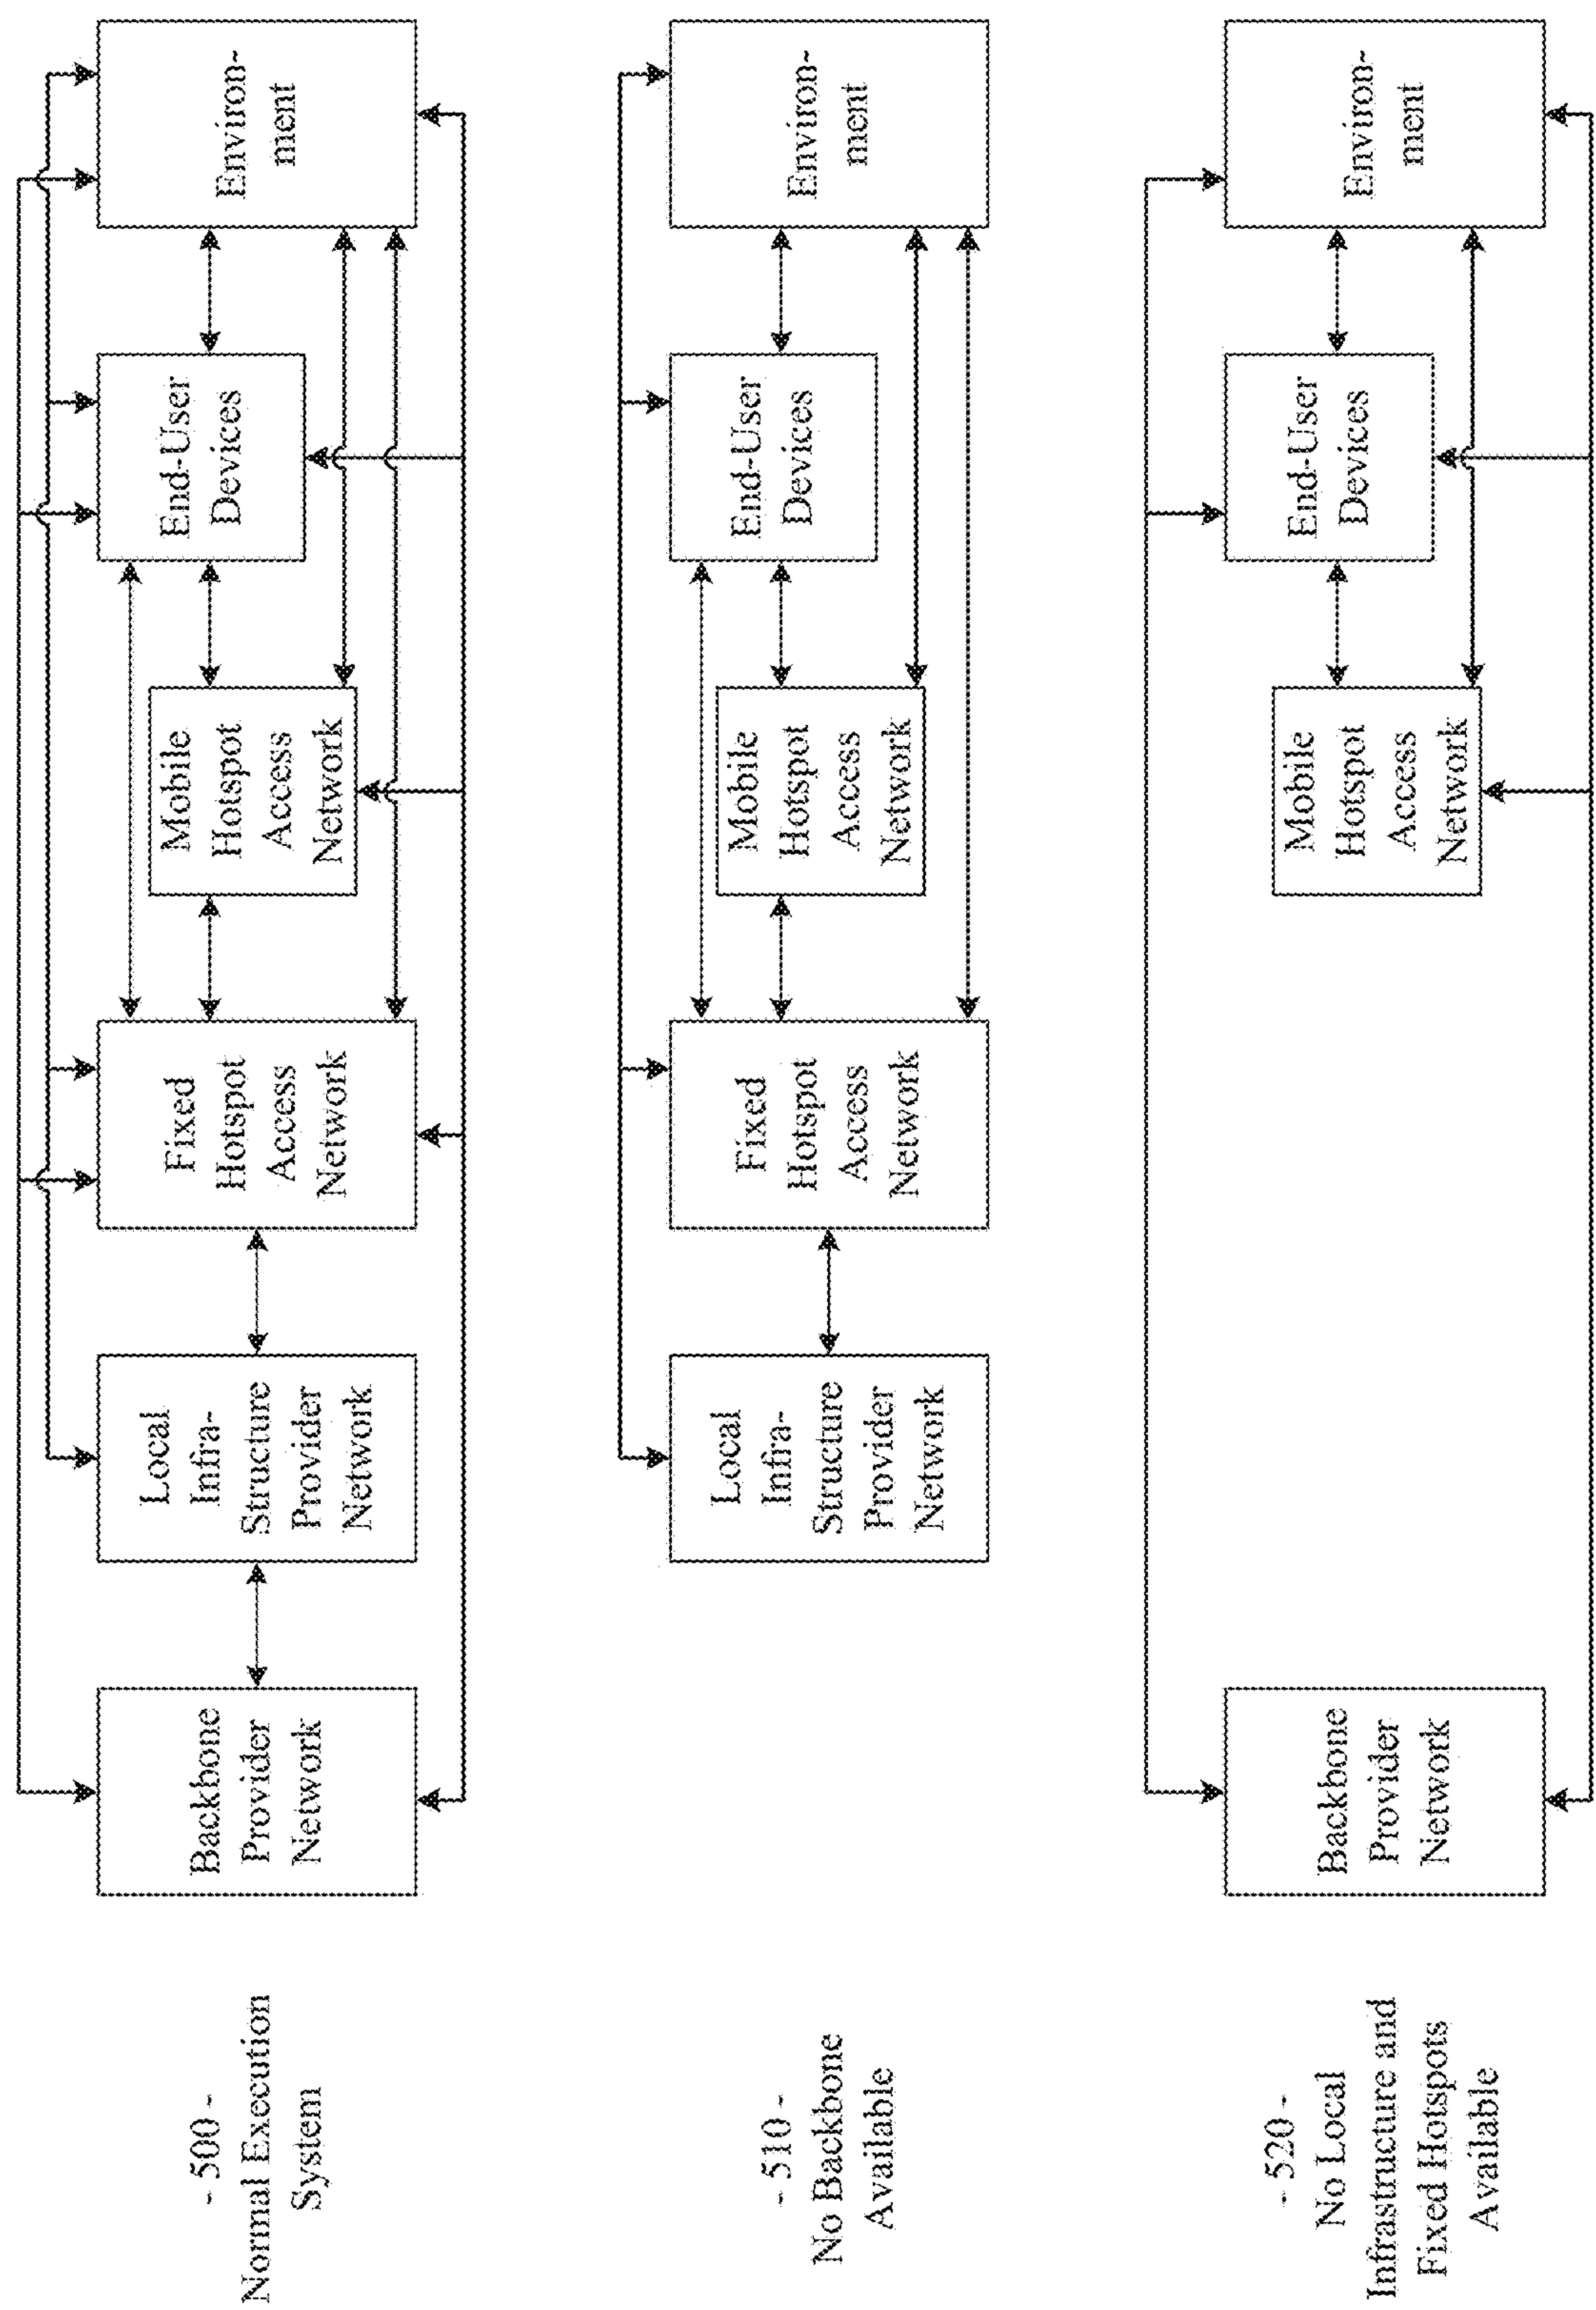 - 500 -
Normal Execution
System
Backbone
Provider
Network
Local
Infra-
Structure
Provider
Network
Fixed
Hotspot
Access
Network
Mobile
Hotspot
Access
Network
End-User
Devices
Environ-
ment
- 510 -
No Backbone
Available
Local
Infra-
Structure
Provider
Network
Fixed
Hotspot
Access
Network
Mobile
Hotspot
Access
Network
End-User
Devices
Environ-
ment
- 520 -
No Local
Infrastructure and
Fixed Hotspots
Available
Backbone
Provider
Network
Mobile
Hotspot
Access
Network
End-User
Devices
Environ-
ment